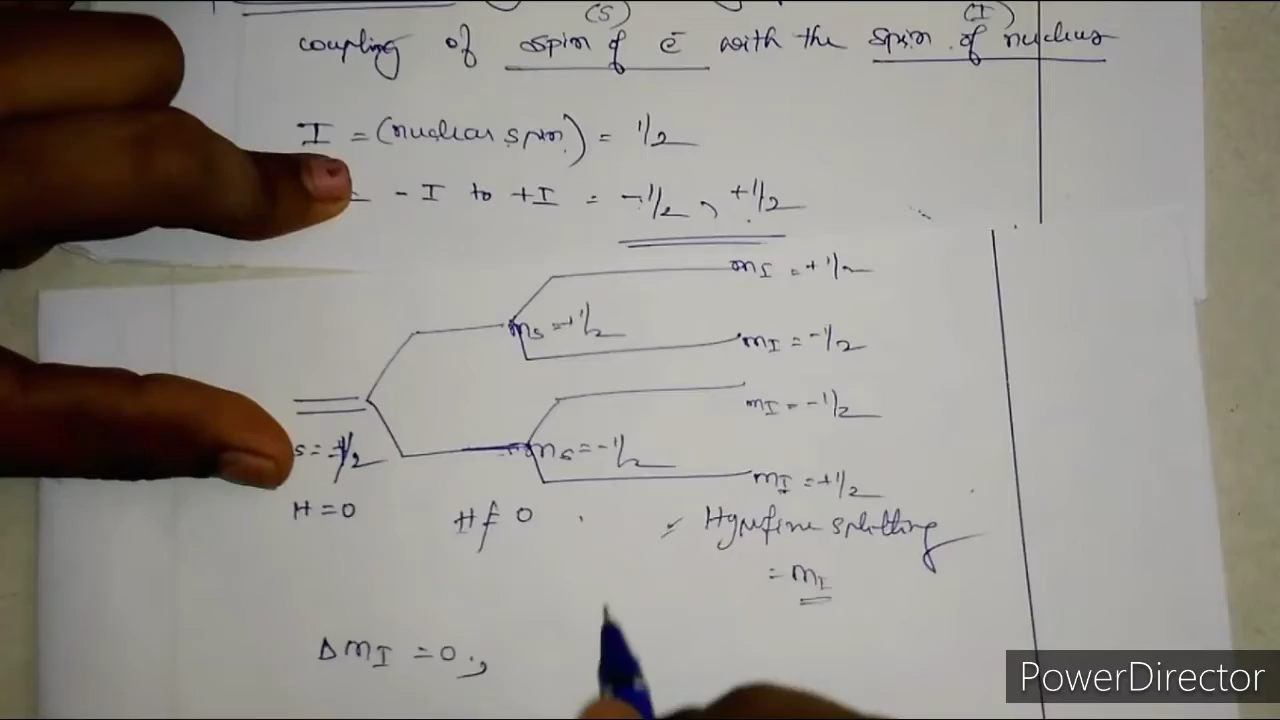 (S) (I)
coupling of spin of e̅ with the spin of nucleus
I = (nuclear spin) = 1/2
- I to +I = -1/2, +1/2
mI = +1/2
ms = +1/2
mI = -1/2
mI = -1/2
ms = -1/2
s = 1/2
mI = +1/2
H = 0
H ≠ 0
Hyperfine splitting
= mI
ΔmI = 0,
PowerDirector